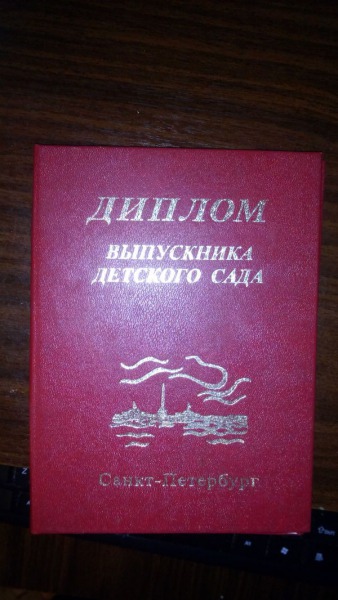 ДИПЛОМ
ВЫПУСКНИКА
ДЕТСКОГО САДА
Санкт-Петербург